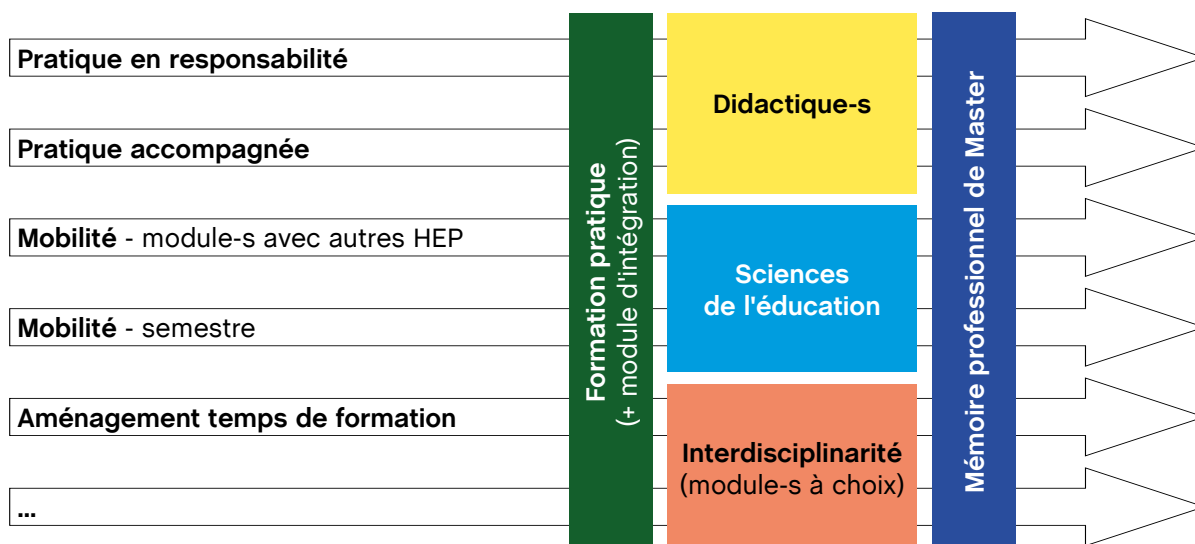 Pratique en responsabilité
Pratique accompagnée
Mobilité - module-s avec autres HEP
Mobilité - semestre
Aménagement temps de formation
...
Formation pratique
(+ module d'intégration)
Didactique-s
Sciences
de l'éducation
Interdisciplinarité
(module-s à choix)
Mémoire professionnel de Master